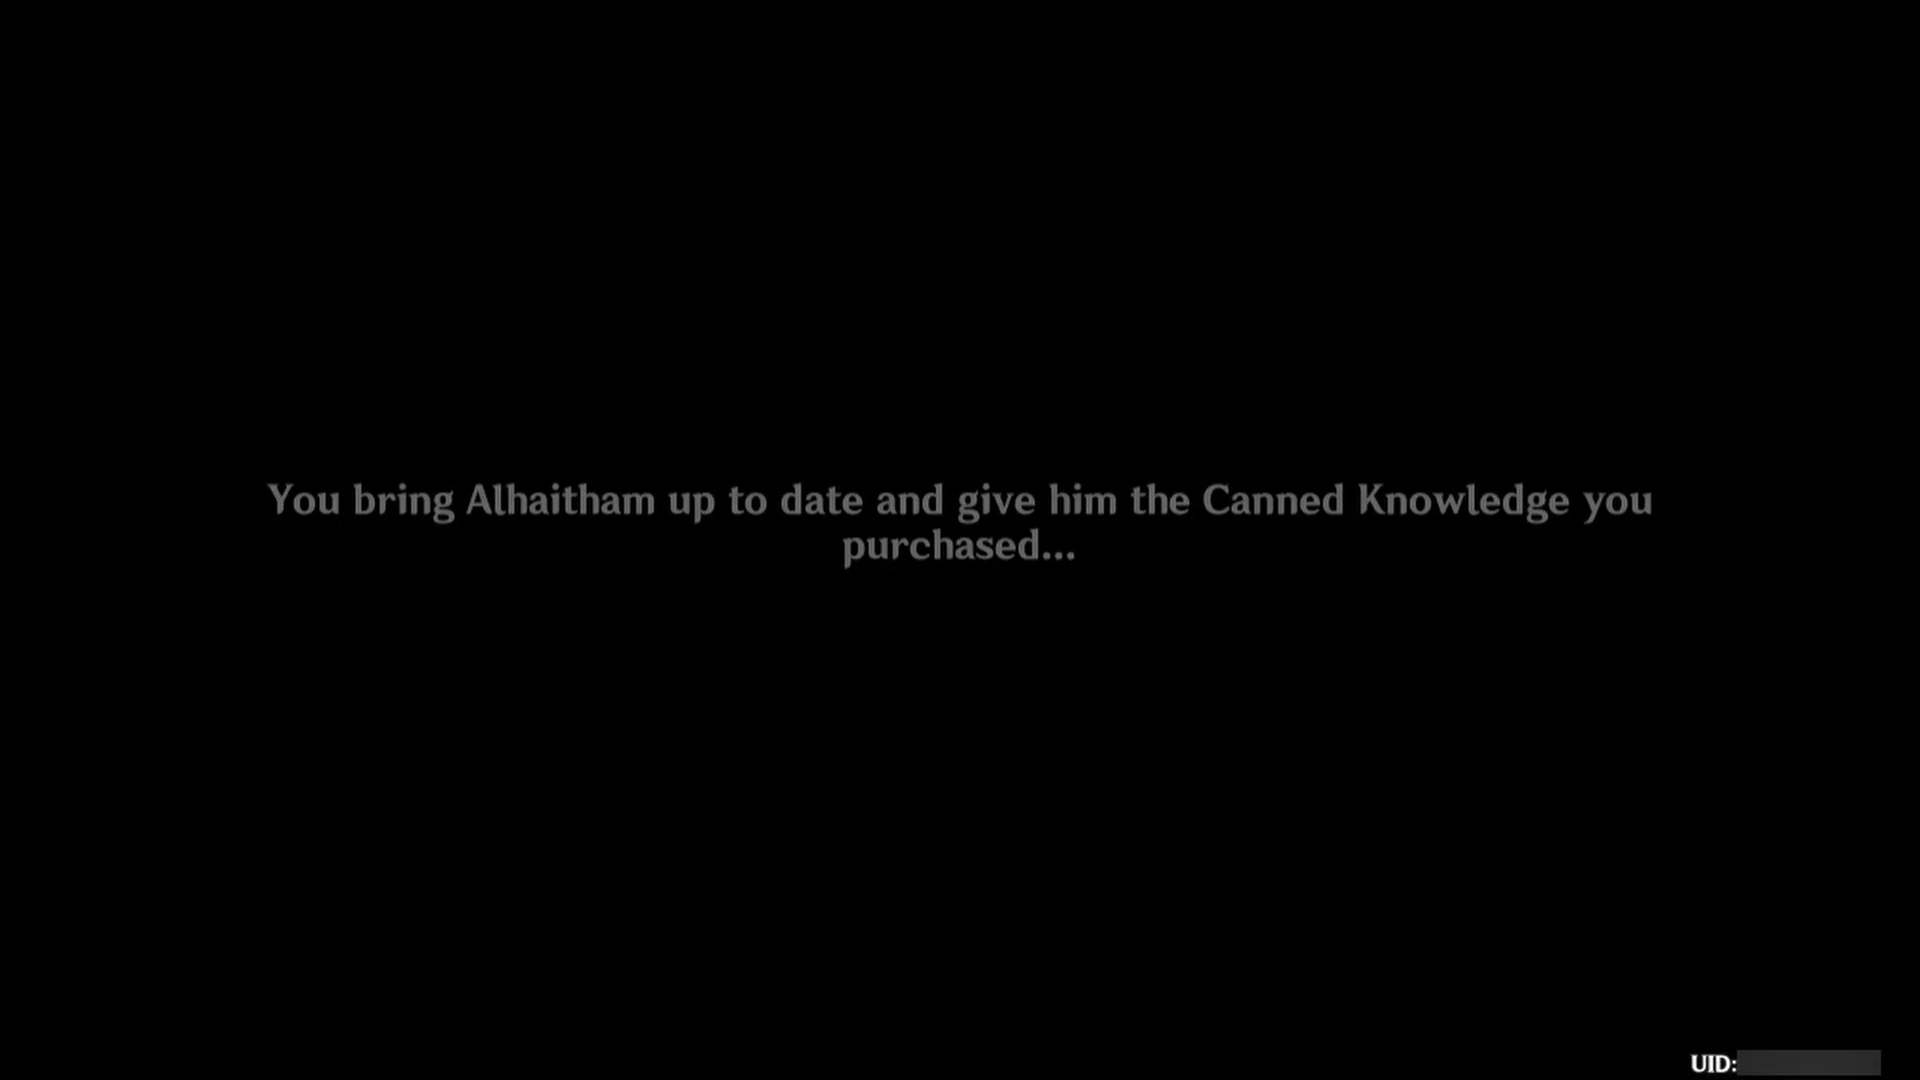 You bring Alhaitham up to date and give him the Canned Knowledge you
purchased...
UID: